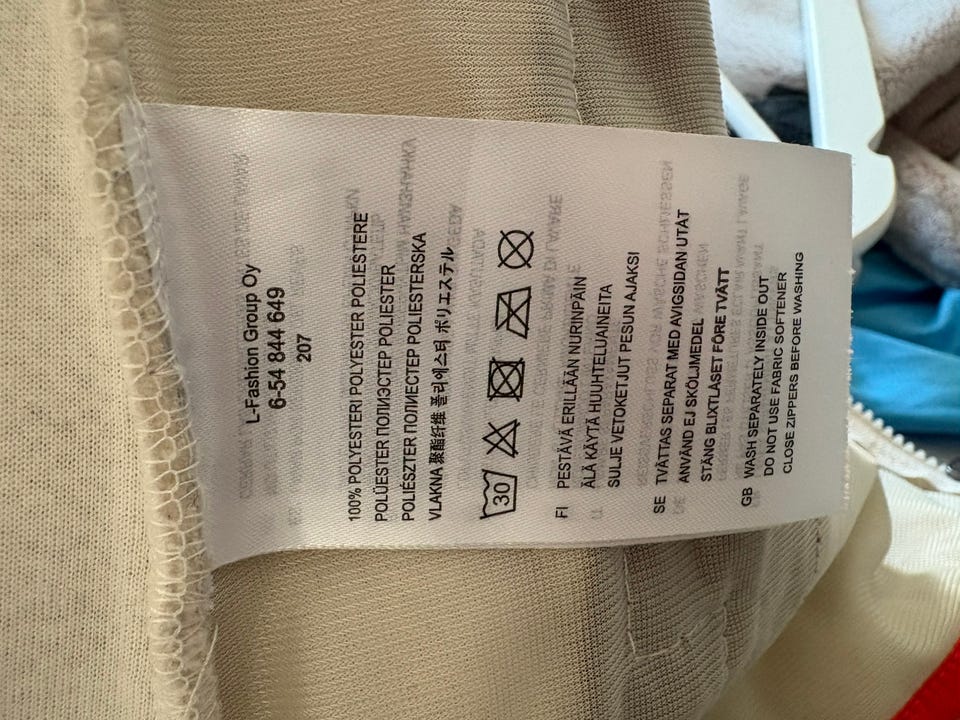 L-Fashion Group Oy
6-54 844 649
207
100% POLYESTERI POLYESTER POLIESTERE
POLÜESTER ПОЛИЭСТЕР POLIESTER
POLIÉSZTER ПОЛИЕСТЕР POLIESTERSKA
VLAKNA 聚酯纤维 폴리에스터 ポリエステル
30
FI PESTÄVÄ ERILLÄÄN NURINPÄIN
ÄLÄ KÄYTÄ HUUHTELUAINEITA
SULJE VETOKETJUT PESUN AJAKSI
SE TVÄTTAS SEPARAT MED AVIGSIDAN UTÅT
ANVÄND EJ SKÖLJMEDEL
STÄNG BLIXTLÅSET FÖRE TVÄTT
GB WASH SEPARATELY INSIDE OUT
DO NOT USE FABRIC SOFTENER
CLOSE ZIPPERS BEFORE WASHING